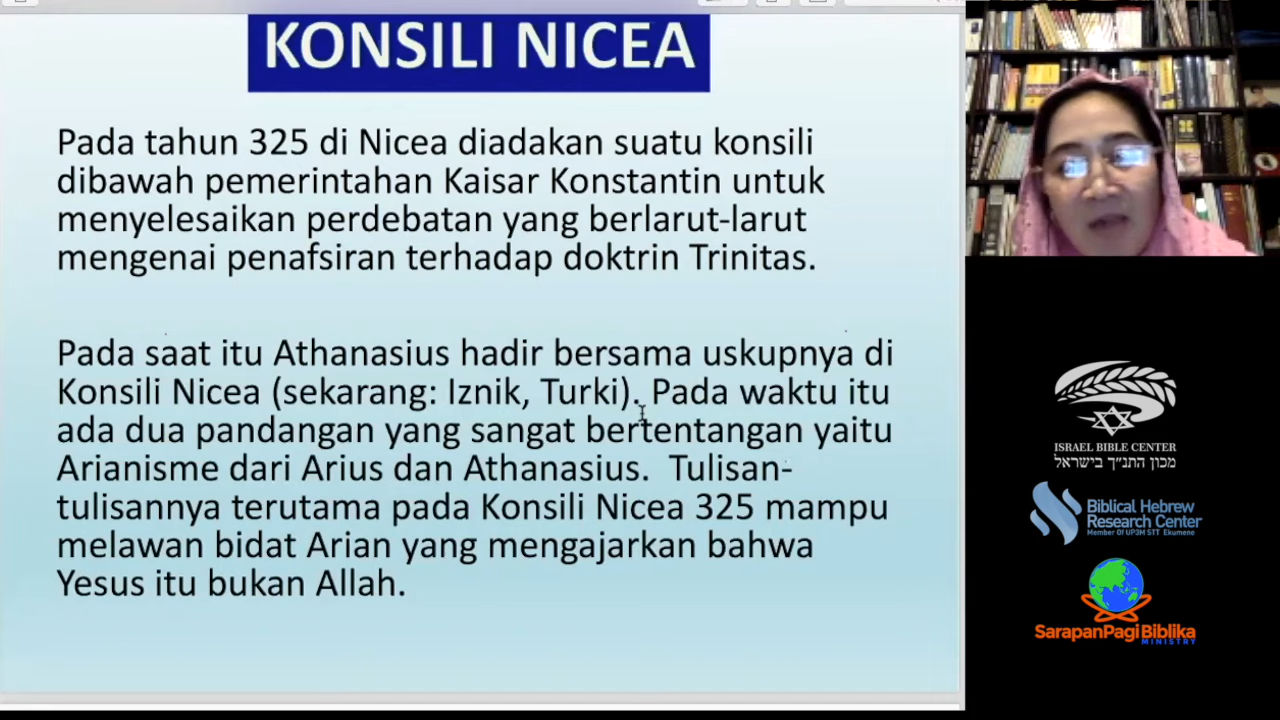 KONSILI NICEA
Pada tahun 325 di Nicea diadakan suatu konsili
dibawah pemerintahan Kaisar Konstantin untuk
menyelesaikan perdebatan yang berlarut-larut
mengenai penafsiran terhadap doktrin Trinitas.
Pada saat itu Athanasius hadir bersama uskupnya di
Konsili Nicea (sekarang: Iznik, Turki). Pada waktu itu
ada dua pandangan yang sangat bertentangan yaitu
Arianisme dari Arius dan Athanasius. Tulisan-
tulisannya terutama pada Konsili Nicea 325 mampu
melawan bidat Arian yang mengajarkan bahwa
Yesus itu bukan Allah.
ISRAEL BIBLE CENTER
מכון התנ״ך בישראל
Biblical Hebrew
Research Center
Member Of UP3M STT Ekumene
SarapanPagi Biblika
MINISTRY